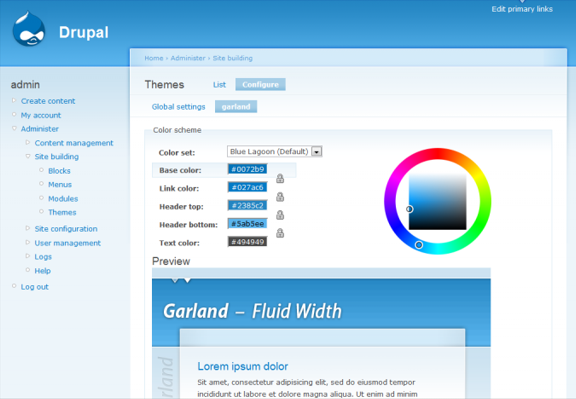 Edit primary links
Drupal
Home › Administer › Site building
admin
Create content
My account
Administer
Content management
Site building
Blocks
Menus
Modules
Themes
Site configuration
User management
Logs
Help
Log out
Themes List Configure
Global settings garland
Color scheme
Color set: Blue Lagoon (Default)
Base color: #0072b9
Link color: #027ac6
Header top: #2385c2
Header bottom: #5ab5ee
Text color: #494949
Preview
Garland – Fluid Width
rland
Lorem ipsum dolor
Sit amet, consectetur adipisicing elit, sed do eiusmod tempor
incididunt ut labore et dolore magna aliqua. Ut enim ad minim